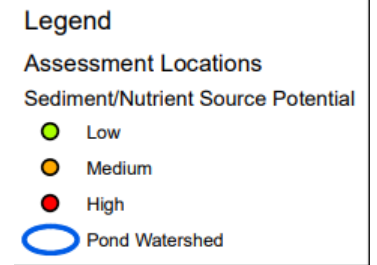 Legend
Assessment Locations
Sediment/Nutrient Source Potential
Low
Medium
High
Pond Watershed